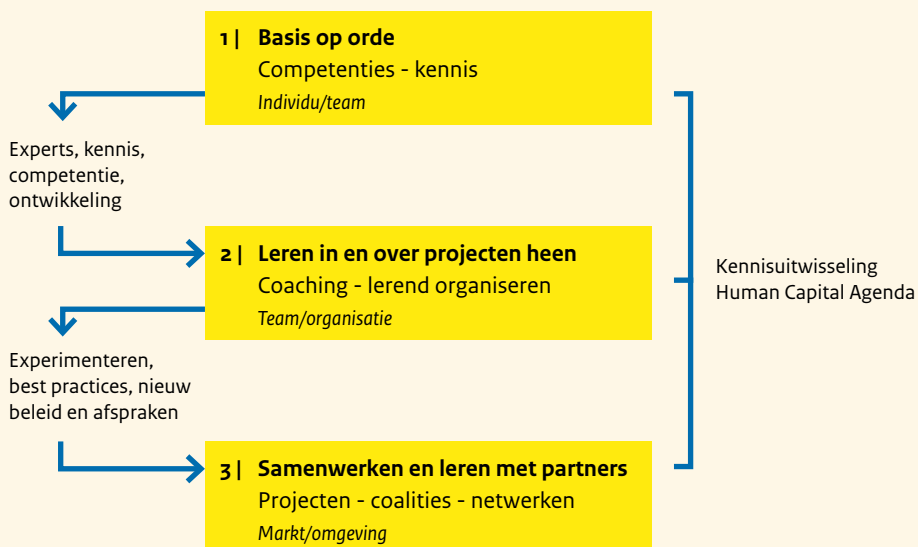 1 | Basis op orde
Competenties - kennis
Individu/team
Experts, kennis,
competentie,
ontwikkeling
2 | Leren in en over projecten heen
Coaching - lerend organiseren
Team/organisatie
Kennisuitwisseling
Human Capital Agenda
Experimenteren,
best practices, nieuw
beleid en afspraken
3 | Samenwerken en leren met partners
Projecten - coalities - netwerken
Markt/omgeving